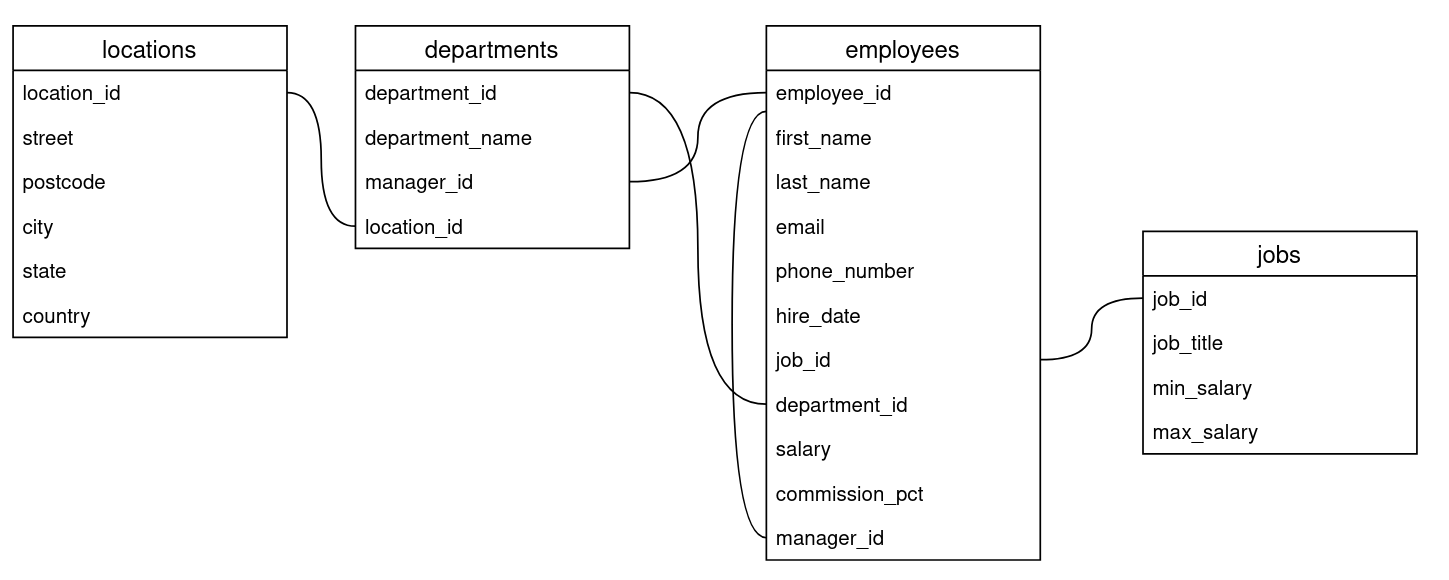 locations
location_id
street
postcode
city
state
country
departments
department_id
department_name
manager_id
location_id
employees
employee_id
first_name
last_name
email
phone_number
hire_date
job_id
department_id
salary
commission_pct
manager_id
jobs
job_id
job_title
min_salary
max_salary